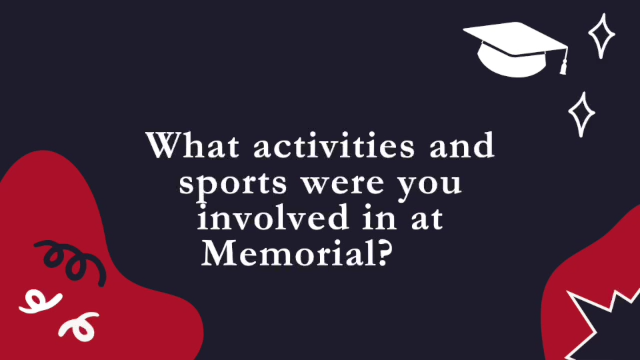 What activities and
sports were you
involved in at
Memorial?